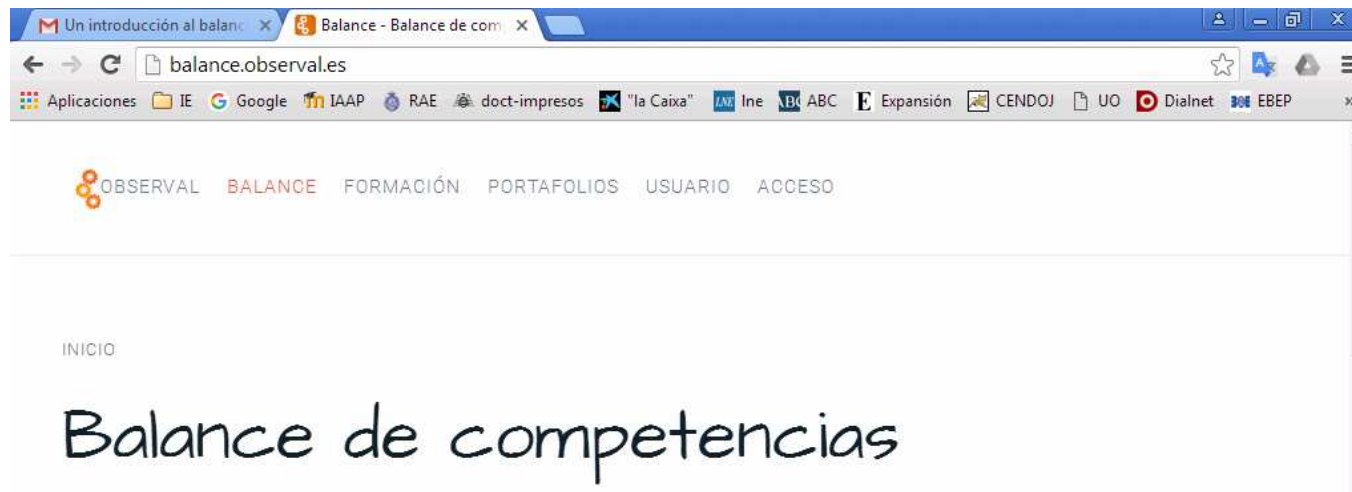 Un introducción al balanc Balance - Balance de com
balance.observal.es
Aplicaciones IE Google IAAP RAE doct-impresos "la Caixa" Ine ABC Expansión CENDOJ UO Dialnet EBEP »
OBSERVAL BALANCE FORMACIÓN PORTAFOLIOS USUARIO ACCESO
INICIO
Balance de competencias